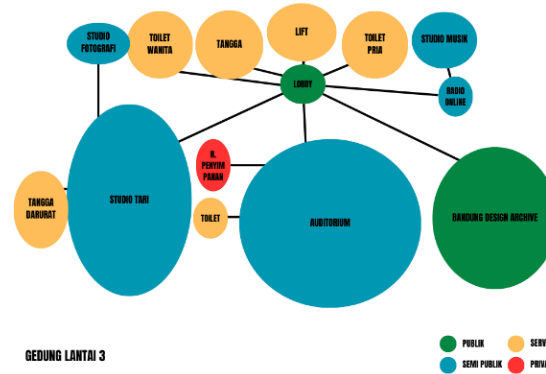 STUDIO
FOTOGRAFI
TOILET
WANITA
TANGGA
LIFT
TOILET
PRIA
STUDIO MUSIK
LOBBY
RADIO
ONLINE
R.
PENYIM
PANAN
TANGGA
DARURAT
STUDIO TARI
TOILET
AUDITORIUM
BANDUNG DESIGN ARCHIVE
GEDUNG LANTAI 3
PUBLIK
SERV
SEMI PUBLIK
PRIVA